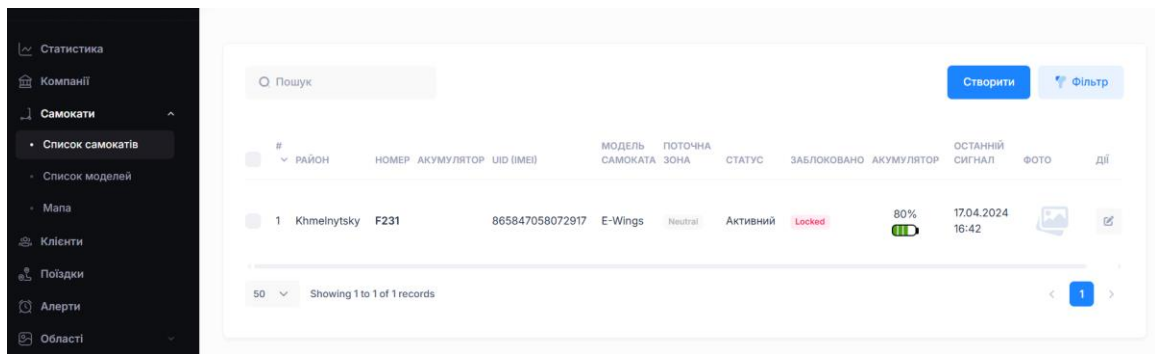 Статистика
Компанії
Самокати
Список самокатів
Список моделей
Мапа
Клієнти
Поїздки
Алерти
Області
Пошук
Створити
Фільтр
# РАЙОН НОМЕР АКУМУЛЯТОР UID (IMEI) МОДЕЛЬ САМОКАТА ПОТОЧНА ЗОНА СТАТУС ЗАБЛОКОВАНО АКУМУЛЯТОР ОСТАННІЙ СИГНАЛ ФОТО ДІЇ
1 Khmelnytsky F231 865847058072917 E-Wings Neutral Активний Locked 80% 17.04.2024 16:42
50 Showing 1 to 1 of 1 records
1